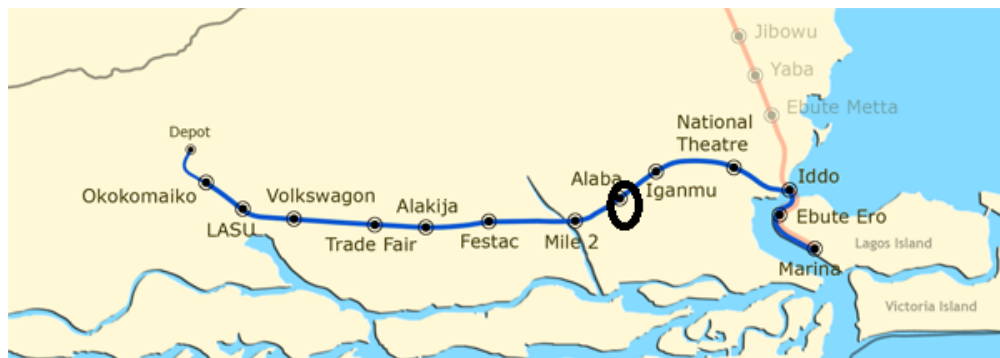 Jibowu
Yaba
Ebute Metta
National
Theatre
Depot
Alaba
Iddo
Okokomaiko
Volkswagon
Iganmu
Alakija
Ebute Ero
LASU
Trade Fair
Festac
Mile 2
Lagos Island
Marina
Victoria Island